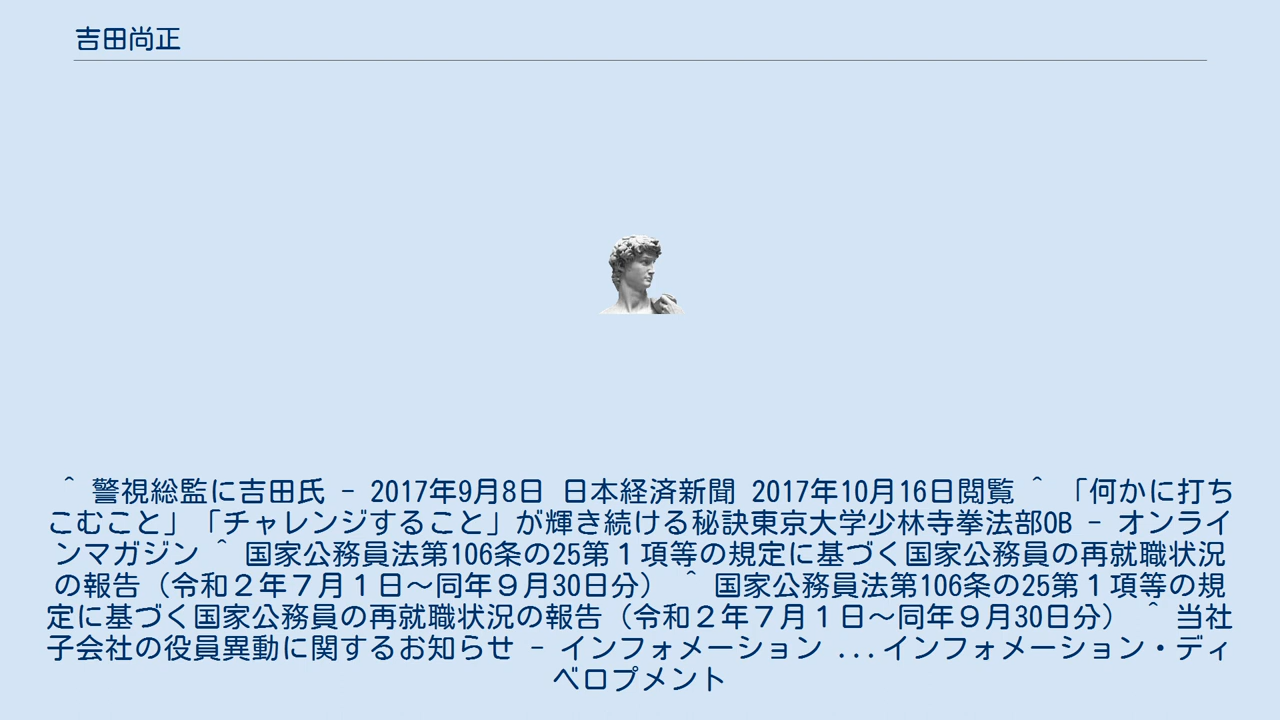 吉田尚正
^ 警視総監に吉田氏 - 2017年9月8日 日本経済新聞 2017年10月16日閲覧 ^ 「何かに打ち
こむこと」「チャレンジすること」が輝き続ける秘訣東京大学少林寺拳法部OB - オンライ
ンマガジン ^ 国家公務員法第106条の25第１項等の規定に基づく国家公務員の再就職状況
の報告（令和２年７月１日～同年９月30日分） ^ 国家公務員法第106条の25第１項等の規
定に基づく国家公務員の再就職状況の報告（令和２年７月１日～同年９月30日分） ^ 当社
子会社の役員異動に関するお知らせ - インフォメーション ...インフォメーション・ディ
ベロプメント